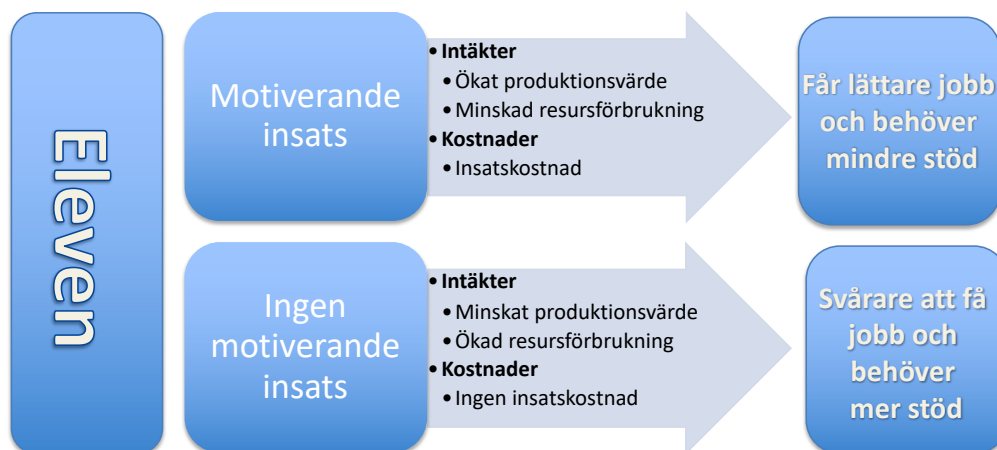 Eleven
Motiverande
insats
• Intäkter
• Ökat produktionsvärde
• Minskad resursförbrukning
• Kostnader
• Insatskostnad
Får lättare jobb
och behöver
mindre stöd
Ingen
motiverande
insats
• Intäkter
• Minskat produktionsvärde
• Ökad resursförbrukning
• Kostnader
• Ingen insatskostnad
Svårare att få
jobb och
behöver
mer stöd